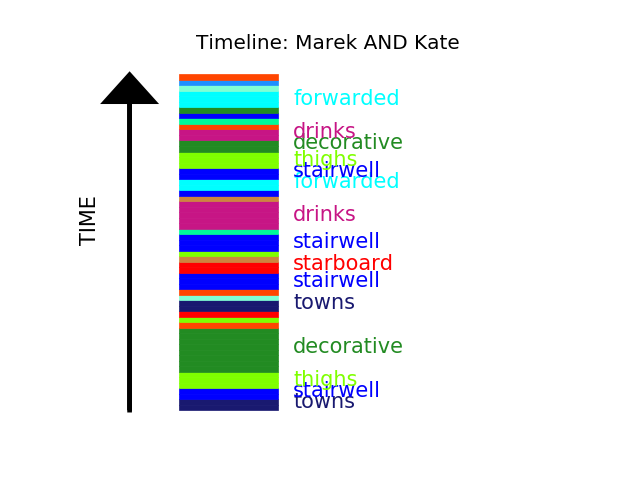 Timeline: Marek AND Kate
forwarded
drinks
decorative
thighs
stairwell
forwarded
drinks
stairwell
starboard
stairwell
towns
decorative
thighs
stairwell
towns
TIME